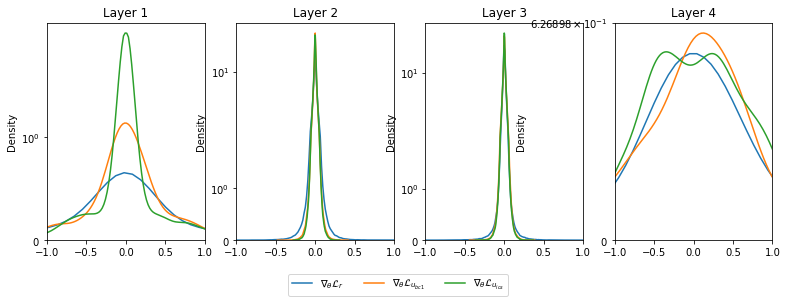 Layer 1
Layer 2
Layer 3
Layer 4
6.26898 × 10⁻¹
Density
10⁰
0
−1.0 −0.5 0.0 0.5 1.0
Density
10¹
10⁰
0
−1.0 −0.5 0.0 0.5 1.0
Density
10¹
10⁰
0
−1.0 −0.5 0.0 0.5 1.0
Density
0
−1.0 −0.5 0.0 0.5 1.0
∇θℒr
∇θℒu_bc1
∇θℒu_ics